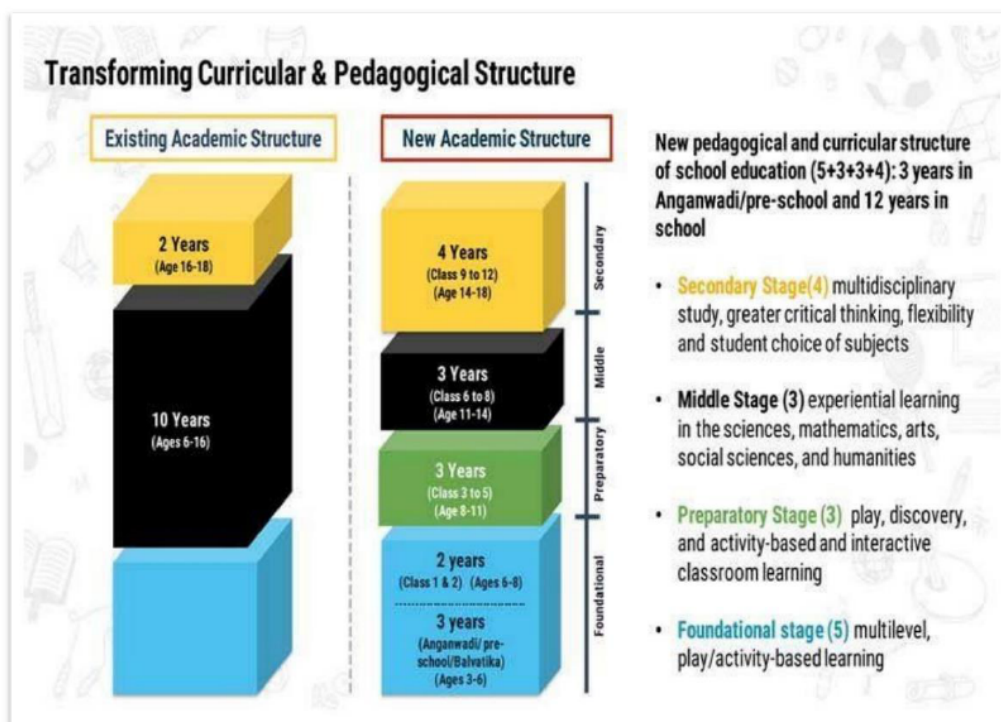 Transforming Curricular & Pedagogical Structure
Existing Academic Structure
2 Years
(Age 16-18)
10 Years
(Ages 6-16)
New Academic Structure
4 Years
(Class 9 to 12)
(Age 14-18)
3 Years
(Class 6 to 8)
(Age 11-14)
3 Years
(Class 3 to 5)
(Age 8-11)
2 years
(Class 1 & 2) (Ages 6-8)
3 years
(Anganwadi/ pre-
school/Balvatika)
(Ages 3-6)
Secondary
Middle
Preparatory
Foundational
New pedagogical and curricular structure
of school education (5+3+3+4): 3 years in
Anganwadi/pre-school and 12 years in
school
• Secondary Stage(4) multidisciplinary
study, greater critical thinking, flexibility
and student choice of subjects
• Middle Stage (3) experiential learning
in the sciences, mathematics, arts,
social sciences, and humanities
• Preparatory Stage (3) play, discovery,
and activity-based and interactive
classroom learning
• Foundational stage (5) multilevel,
play/activity-based learning